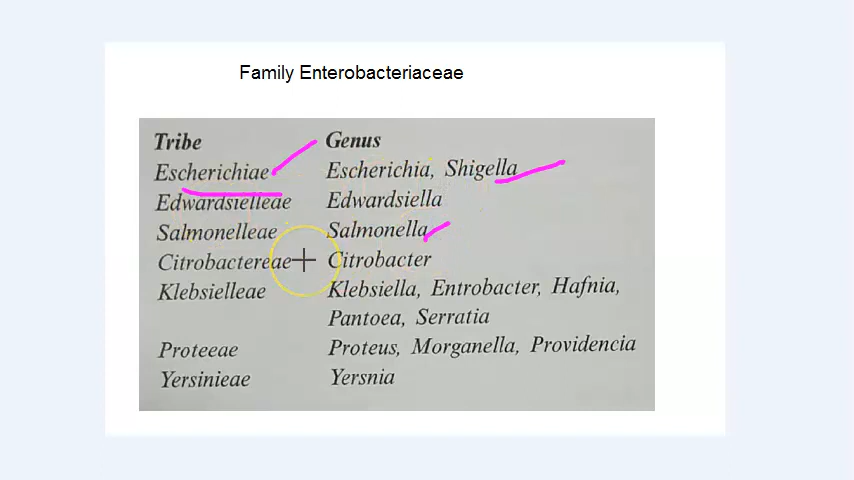 Family Enterobacteriaceae
Tribe Genus
Escherichiae Escherichia, Shigella
Edwardsielleae Edwardsiella
Salmonelleae Salmonella
Citrobactereae Citrobacter
Klebsielleae Klebsiella, Entrobacter, Hafnia,
Pantoea, Serratia
Proteeae Proteus, Morganella, Providencia
Yersinieae Yersnia